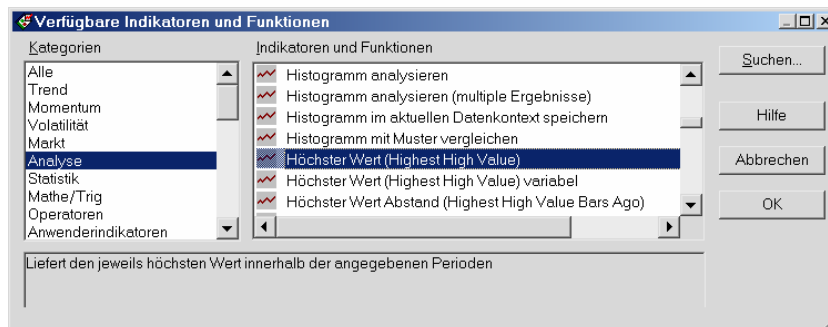 Verfügbare Indikatoren und Funktionen
Kategorien
Alle
Trend
Momentum
Volatilität
Markt
Analyse
Statistik
Mathe/Trig
Operatoren
Anwenderindikatoren
Indikatoren und Funktionen
Histogramm analysieren
Histogramm analysieren (multiple Ergebnisse)
Histogramm im aktuellen Datenkontext speichern
Histogramm mit Muster vergleichen
Höchster Wert (Highest High Value)
Höchster Wert (Highest High Value) variabel
Höchster Wert Abstand (Highest High Value Bars Ago)
Suchen...
Hilfe
Abbrechen
OK
Liefert den jeweils höchsten Wert innerhalb der angegebenen Perioden